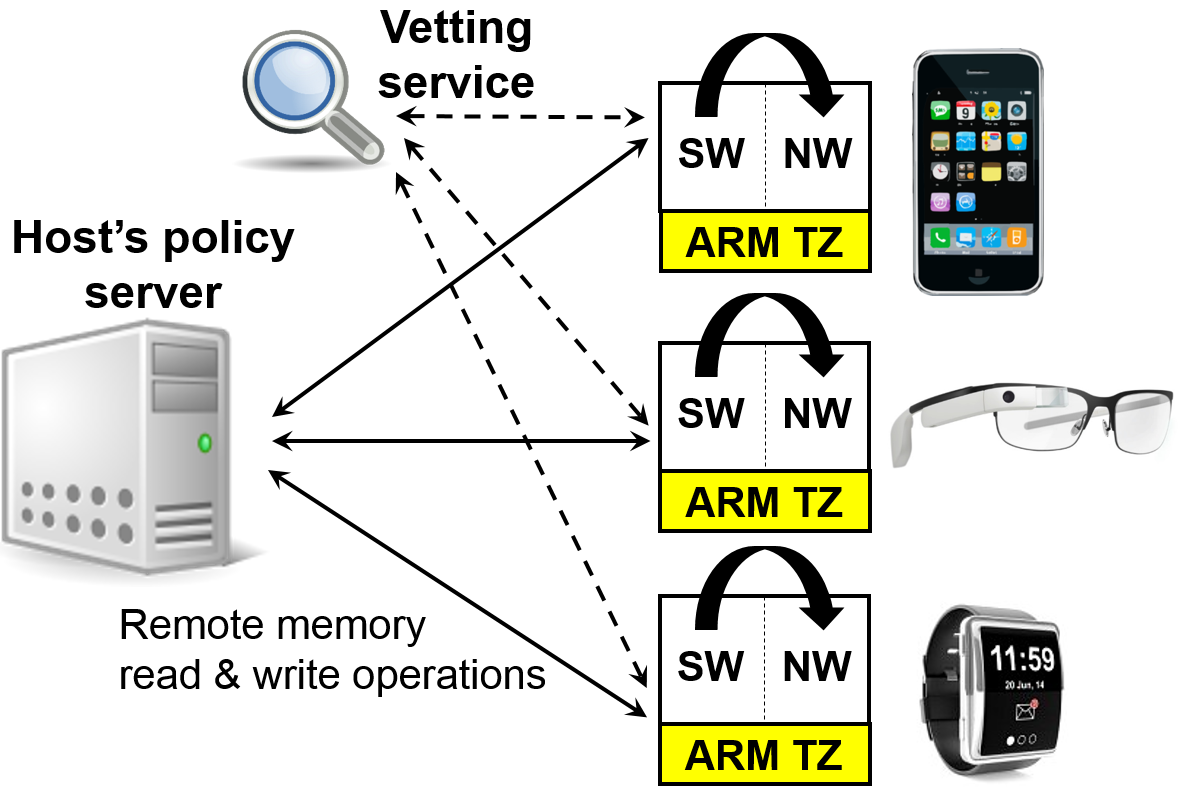 Vetting
service
SW NW
ARM TZ
9
Host's policy
server
SW NW
ARM TZ
Remote memory
read & write operations
SW NW
ARM TZ
11:59
20 Jun, 14